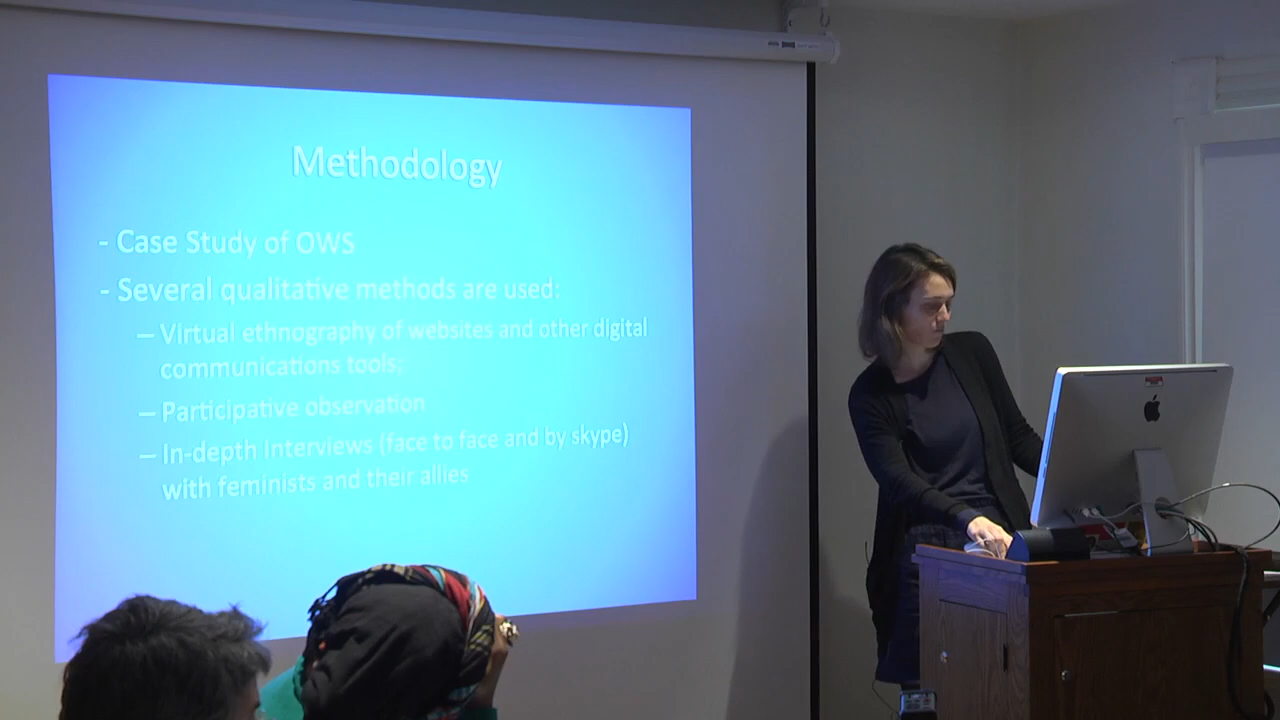 Methodology
- Case Study of OWS
- Several qualitative methods are used:
– Virtual ethnography of websites and other digital
communications tools;
– Participative observation
– In-depth interviews (face to face and by skype)
with feminists and their allies